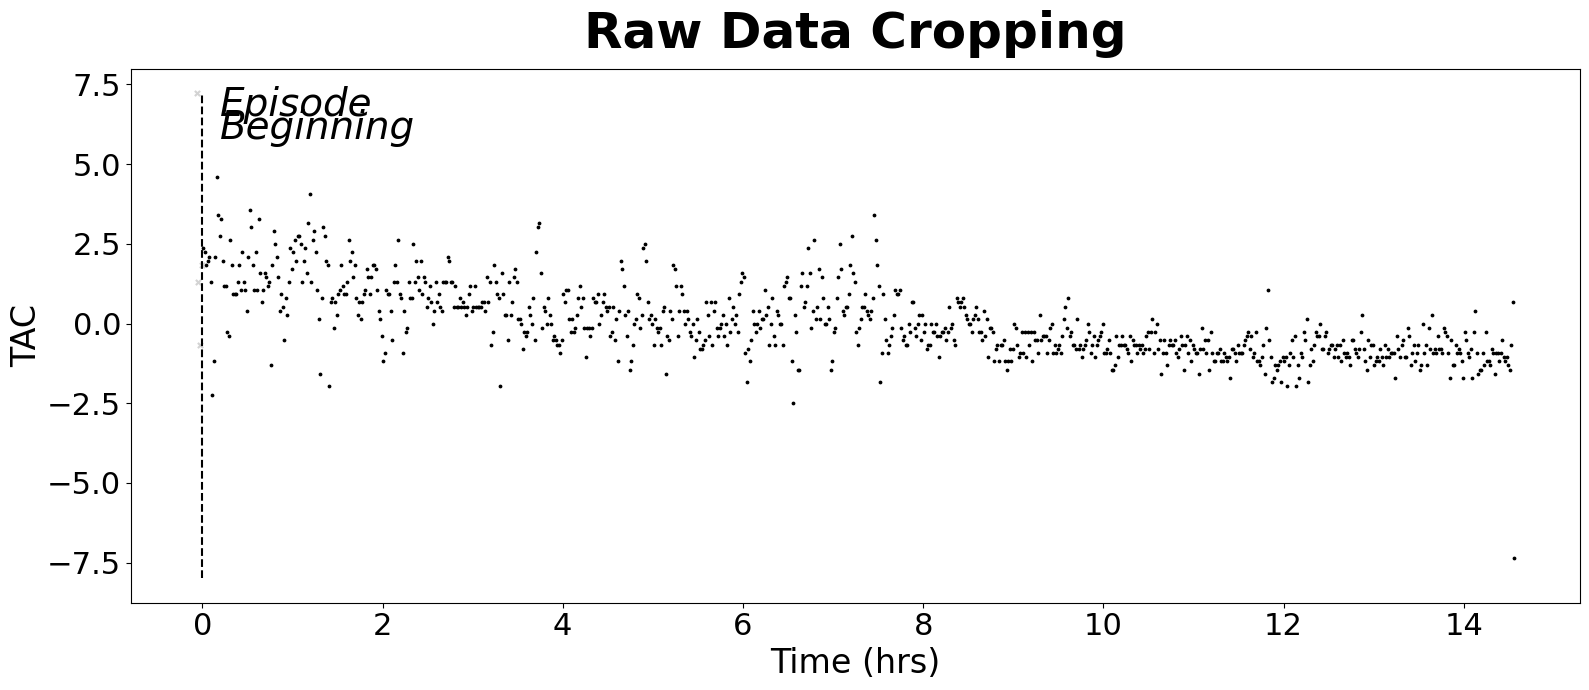 Raw Data Cropping
7.5
5.0
2.5
0.0
−2.5
−5.0
−7.5
TAC
Episode
Beginning
0 2 4 6 8 10 12 14
Time (hrs)